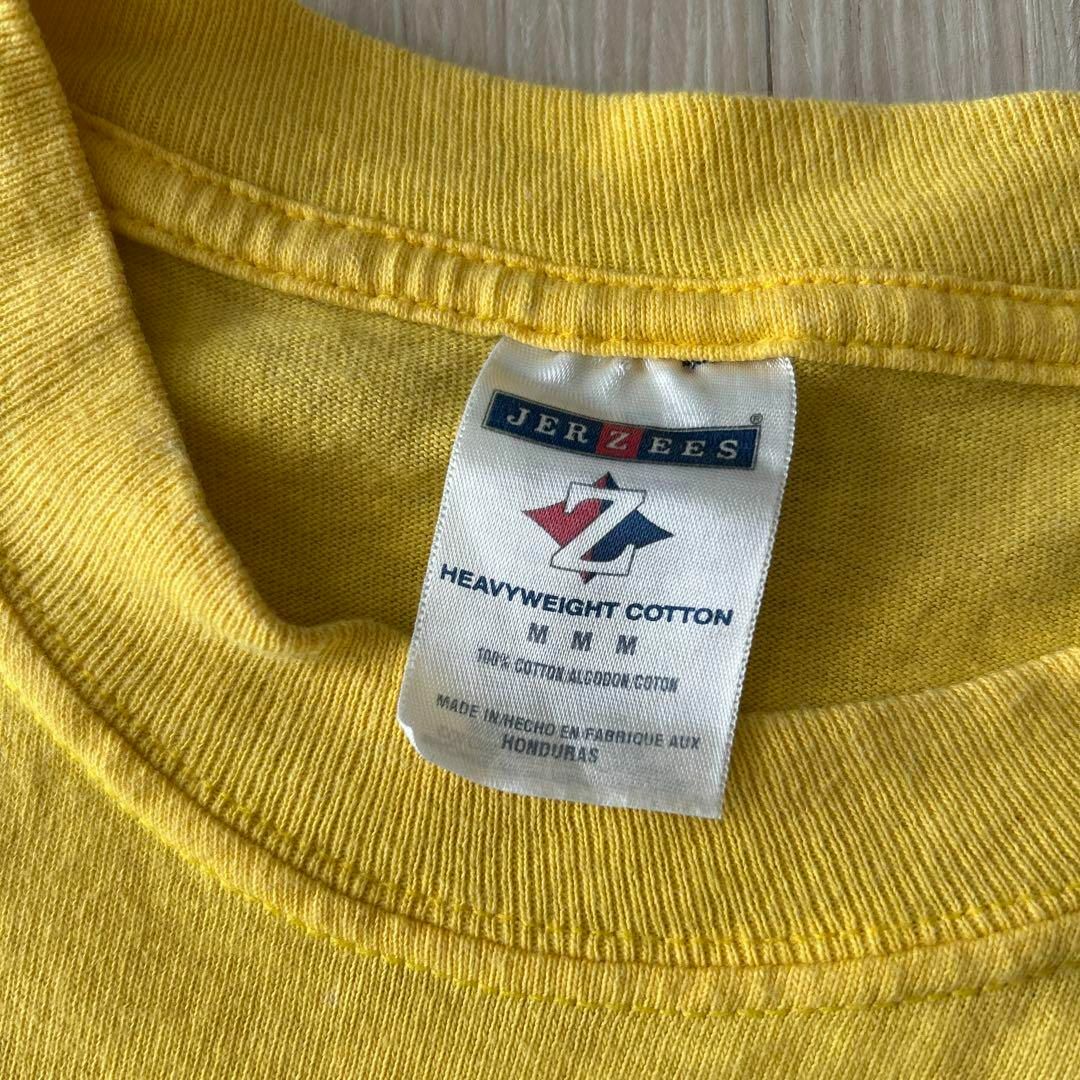 JERZEES®
Z
HEAVYWEIGHT COTTON
M M M
100% COTTON/ALGODON/COTON
MADE IN/HECHO EN/FABRIQUE AUX
HONDURAS